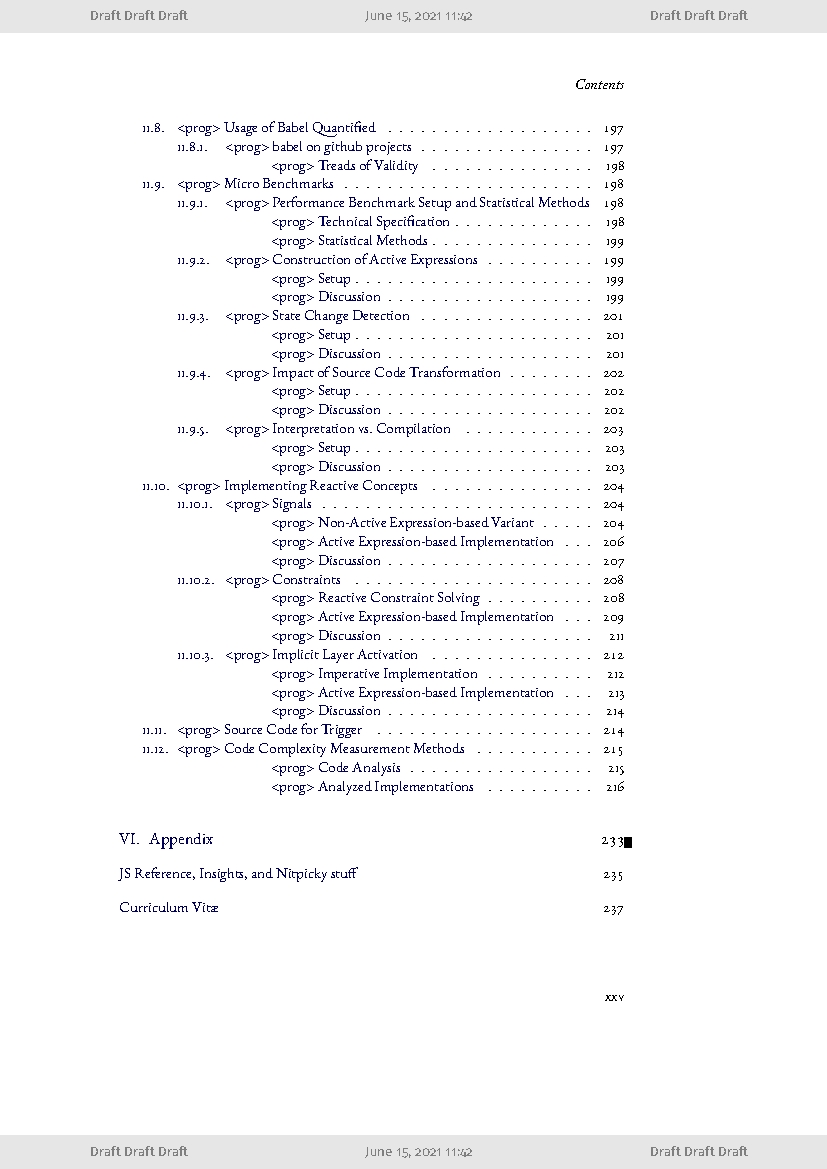 Draft Draft Draft June 15, 2021 11:42 Draft Draft Draft
Contents
11.8. <prog> Usage of Babel Quantified . . . . . . . . . . . . . . . . . . . 197
11.8.1. <prog> babel on github projects . . . . . . . . . . . . . . . . 197
<prog> Treads of Validity . . . . . . . . . . . . . . . 198
11.9. <prog> Micro Benchmarks . . . . . . . . . . . . . . . . . . . . . . . 198
11.9.1. <prog> Performance Benchmark Setup and Statistical Methods 198
<prog> Technical Specification . . . . . . . . . . . . . 198
<prog> Statistical Methods . . . . . . . . . . . . . . . 199
11.9.2. <prog> Construction of Active Expressions . . . . . . . . . . 199
<prog> Setup . . . . . . . . . . . . . . . . . . . . . . 199
<prog> Discussion . . . . . . . . . . . . . . . . . . . 199
11.9.3. <prog> State Change Detection . . . . . . . . . . . . . . . . 201
<prog> Setup . . . . . . . . . . . . . . . . . . . . . . 201
<prog> Discussion . . . . . . . . . . . . . . . . . . . 201
11.9.4. <prog> Impact of Source Code Transformation . . . . . . . . 202
<prog> Setup . . . . . . . . . . . . . . . . . . . . . . 202
<prog> Discussion . . . . . . . . . . . . . . . . . . . 202
11.9.5. <prog> Interpretation vs. Compilation . . . . . . . . . . . . 203
<prog> Setup . . . . . . . . . . . . . . . . . . . . . . 203
<prog> Discussion . . . . . . . . . . . . . . . . . . . 203
11.10. <prog> Implementing Reactive Concepts . . . . . . . . . . . . . . . 204
11.10.1. <prog> Signals . . . . . . . . . . . . . . . . . . . . . . . . . 204
<prog> Non-Active Expression-based Variant . . . . . 204
<prog> Active Expression-based Implementation . . . 206
<prog> Discussion . . . . . . . . . . . . . . . . . . . 207
11.10.2. <prog> Constraints . . . . . . . . . . . . . . . . . . . . . . 208
<prog> Reactive Constraint Solving . . . . . . . . . . 208
<prog> Active Expression-based Implementation . . . 209
<prog> Discussion . . . . . . . . . . . . . . . . . . . 211
11.10.3. <prog> Implicit Layer Activation . . . . . . . . . . . . . . . 212
<prog> Imperative Implementation . . . . . . . . . . 212
<prog> Active Expression-based Implementation . . . 213
<prog> Discussion . . . . . . . . . . . . . . . . . . . 214
11.11. <prog> Source Code for Trigger . . . . . . . . . . . . . . . . . . . . 214
11.12. <prog> Code Complexity Measurement Methods . . . . . . . . . . . 215
<prog> Code Analysis . . . . . . . . . . . . . . . . . 215
<prog> Analyzed Implementations . . . . . . . . . . 216
VI. Appendix 233
JS Reference, Insights, and Nitpicky stuff 235
Curriculum Vitæ 237
xxv
Draft Draft Draft June 15, 2021 11:42 Draft Draft Draft